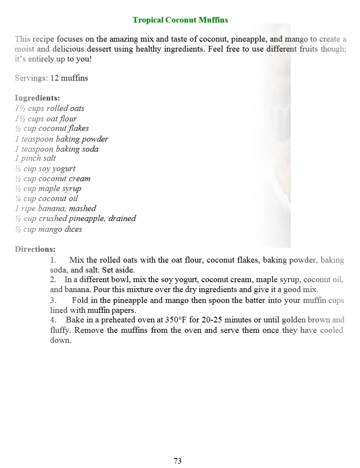 Tropical Coconut Muffins
This recipe focuses on the amazing mix and taste of coconut, pineapple, and mango to create a
moist and delicious dessert using healthy ingredients. Feel free to use different fruits though;
it's entirely up to you!
Servings: 12 muffins
Ingredients:
1½ cups rolled oats
1½ cups oat flour
½ cup coconut flakes
1 teaspoon baking powder
1 teaspoon baking soda
1 pinch salt
½ cup soy yogurt
½ cup coconut cream
½ cup maple syrup
¼ cup coconut oil
1 ripe banana, mashed
½ cup crushed pineapple, drained
½ cup mango dices
Directions:
1. Mix the rolled oats with the oat flour, coconut flakes, baking powder, baking
soda, and salt. Set aside.
2. In a different bowl, mix the soy yogurt, coconut cream, maple syrup, coconut oil,
and banana. Pour this mixture over the dry ingredients and give it a good mix.
3. Fold in the pineapple and mango then spoon the batter into your muffin cups
lined with muffin papers.
4. Bake in a preheated oven at 350°F for 20-25 minutes or until golden brown and
fluffy. Remove the muffins from the oven and serve them once they have cooled
down.
73